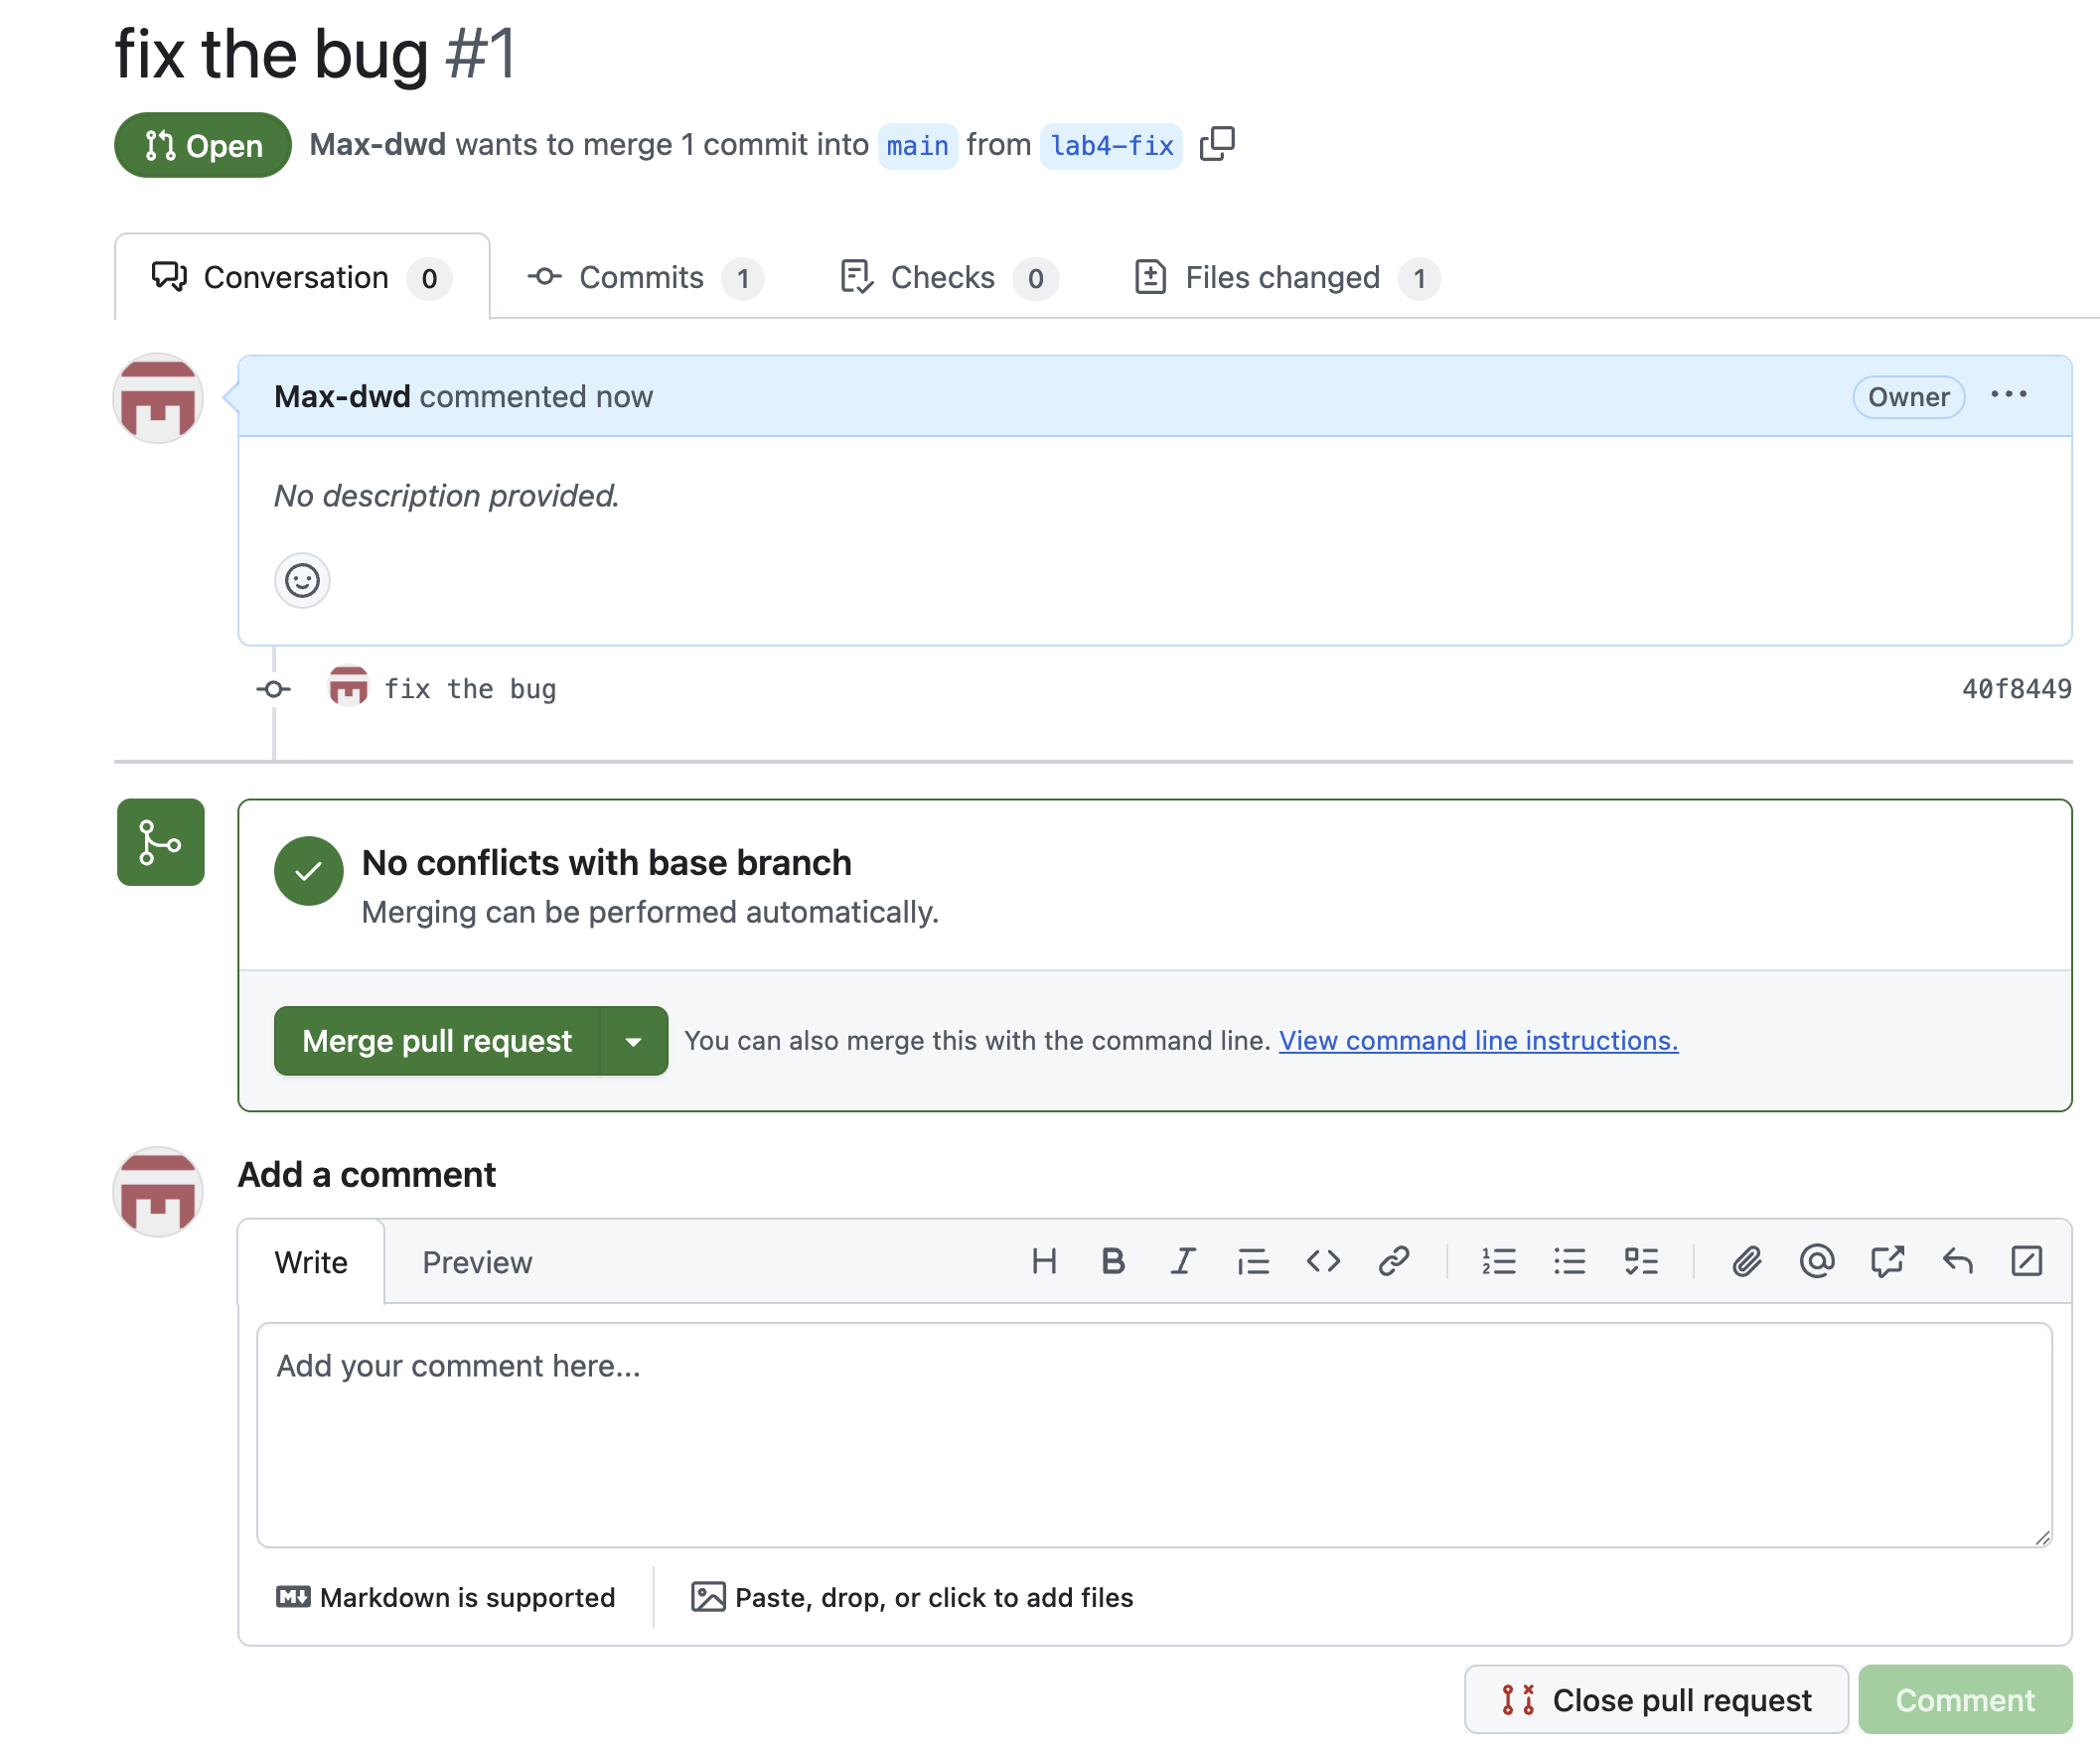 fix the bug #1
Open Max-dwd wants to merge 1 commit into main from lab4-fix
Conversation 0 Commits 1 Checks 0 Files changed 1
Max-dwd commented now Owner
No description provided.
fix the bug 40f8449
No conflicts with base branch
Merging can be performed automatically.
Merge pull request You can also merge this with the command line. View command line instructions.
Add a comment
Write Preview
Add your comment here...
Markdown is supported Paste, drop, or click to add files
Close pull request Comment